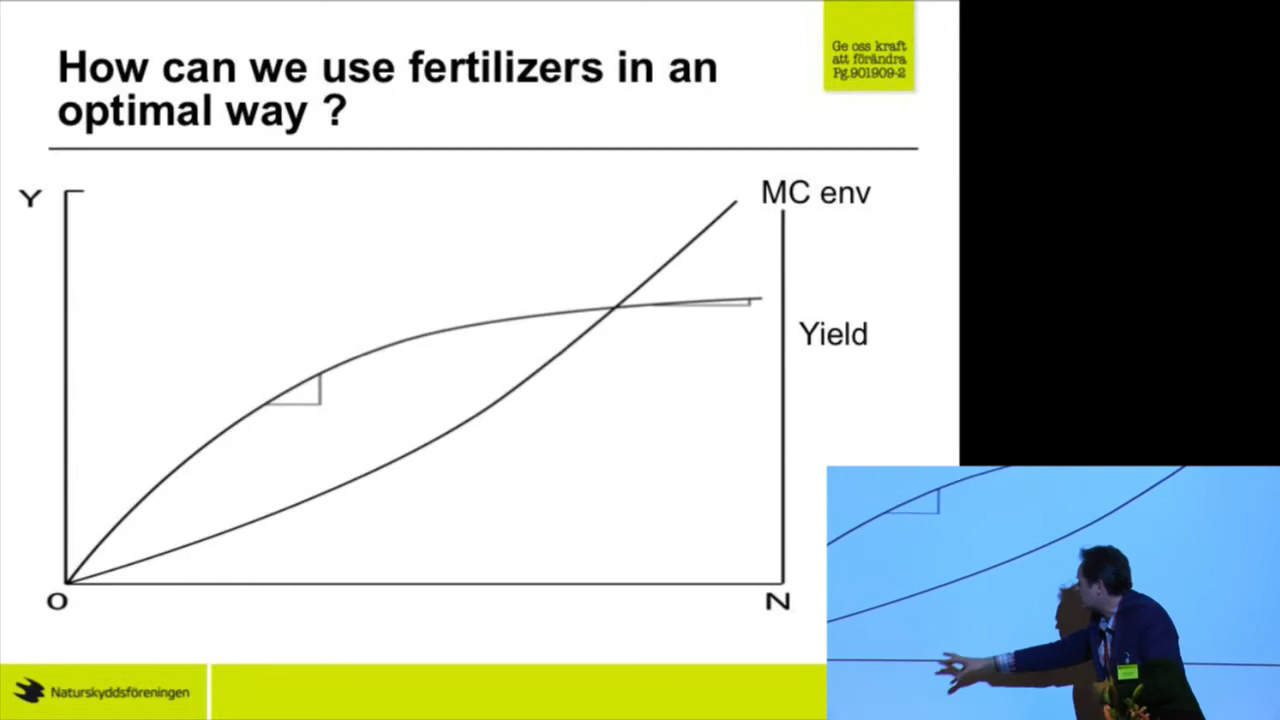 How can we use fertilizers in an
optimal way ?
Ge oss kraft
att förändra
Pg.901909-2
Y
MC env
Yield
O
N
Naturskyddsföreningen